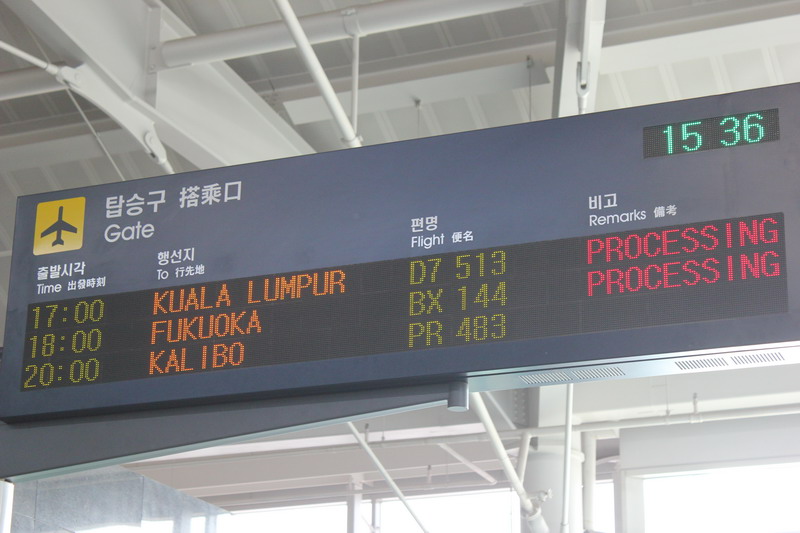 15 36
탑승구 搭乘口
Gate
출발시각
Time 出發時刻
행선지
To 行先地
편명
Flight 便名
비고
Remarks 備考
17:00 KUALA LUMPUR D7 513 PROCESSING
18:00 FUKUOKA BX 144 PROCESSING
20:00 KALIBO PR 483